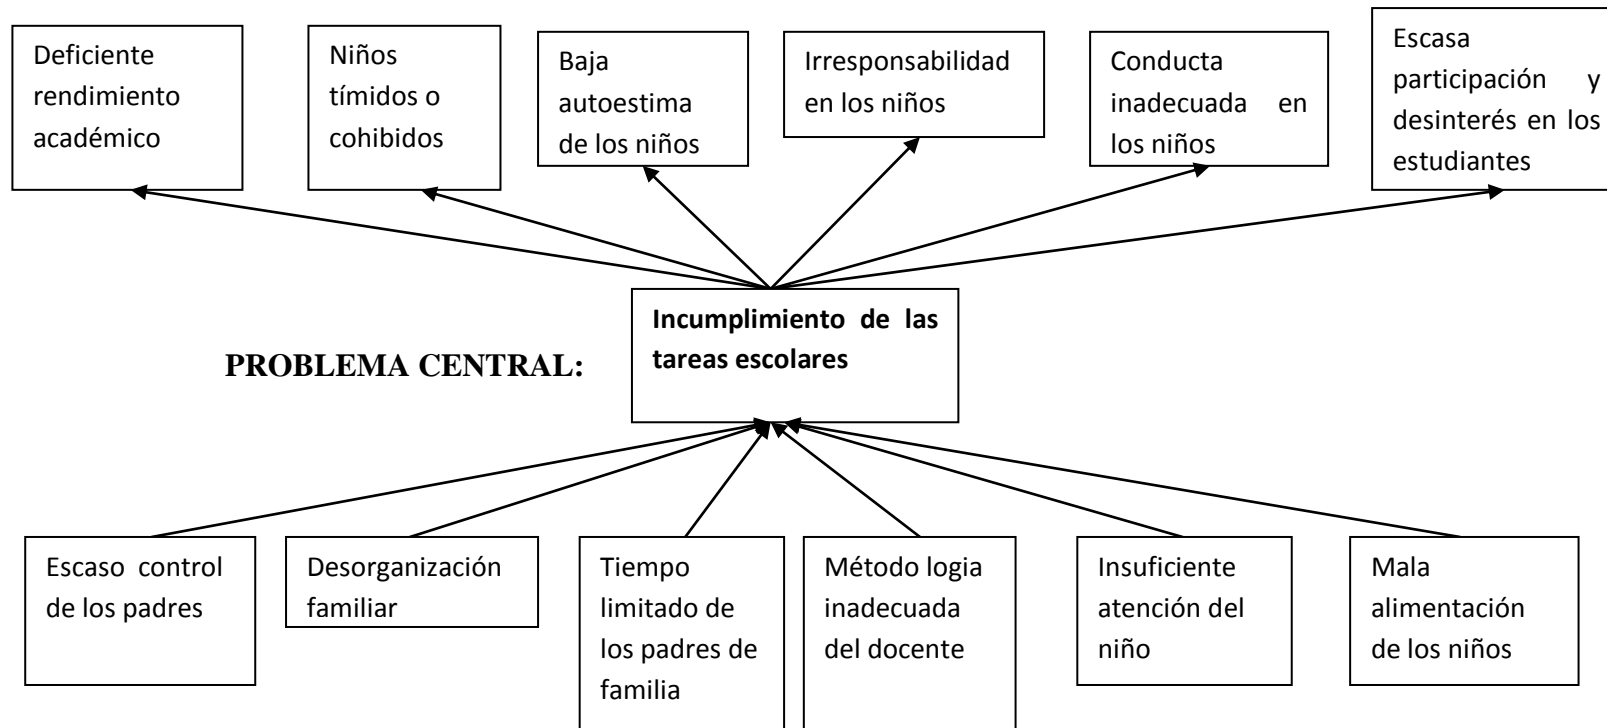 Deficiente
rendimiento
académico
Niños
tímidos o
cohibidos
Baja
autoestima
de los niños
Irresponsabilidad
en los niños
Conducta
inadecuada en
los niños
Escasa
participación y
desinterés en los
estudiantes
Incumplimiento de las
tareas escolares
PROBLEMA CENTRAL:
Escaso control
de los padres
Desorganización
familiar
Tiempo
limitado de
los padres de
familia
Método logia
inadecuada
del docente
Insuficiente
atención del
niño
Mala
alimentación
de los niños